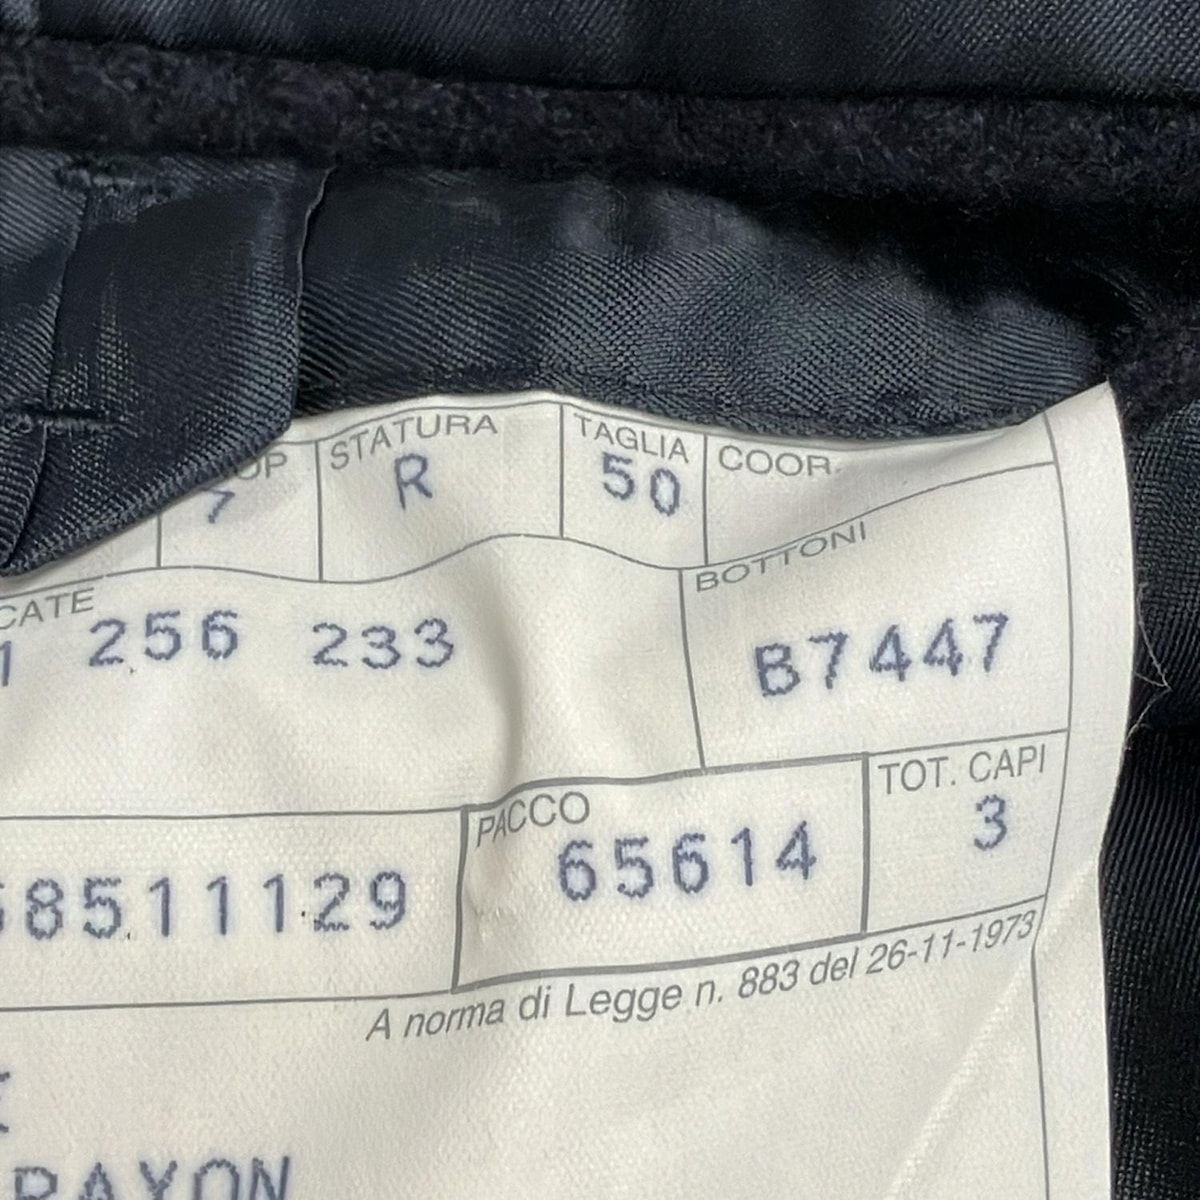 DROP STATURA TAGLIA COOR.
7 R 50
BOTTONI
256 233
B7447
PACCO TOT. CAPI
8511129 65614 3
A norma di Legge n. 883 del 26-11-1973
RAYON